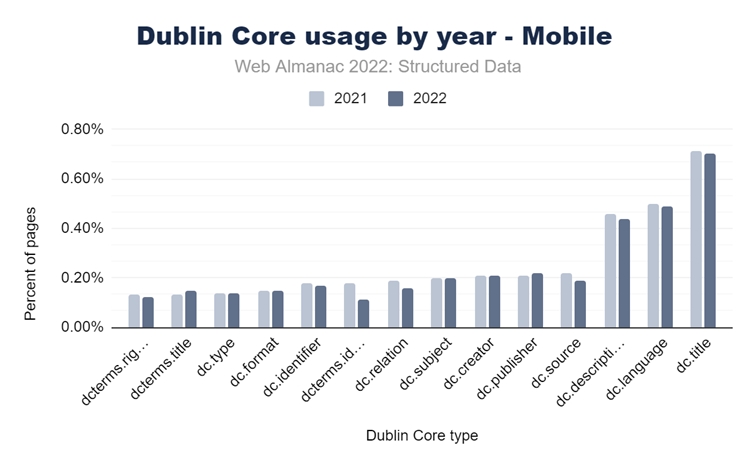 Dublin Core usage by year - Mobile
Web Almanac 2022: Structured Data
2021 2022
Percent of pages
0.80%
0.60%
0.40%
0.20%
0.00%
dcterms.rig… dcterms.title dc.type dc.format dc.identifier dcterms.id… dc.relation dc.subject dc.creator dc.publisher dc.source dc.descripti… dc.language dc.title
Dublin Core type